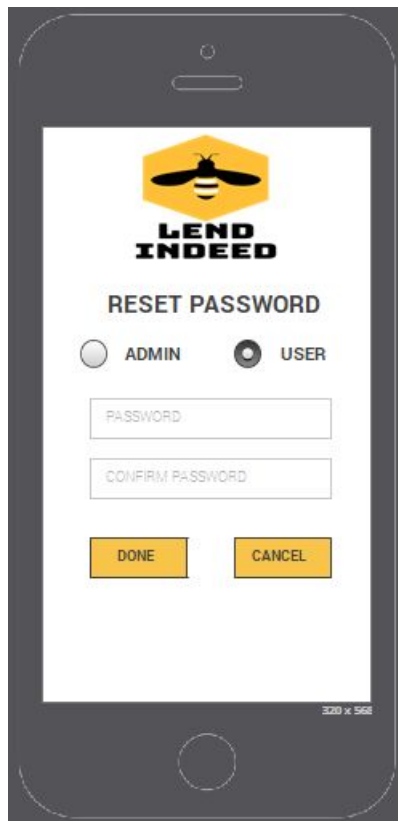 LEND
INDEED
RESET PASSWORD
ADMIN USER
PASSWORD
CONFIRM PASSWORD
DONE CANCEL
320 x 568